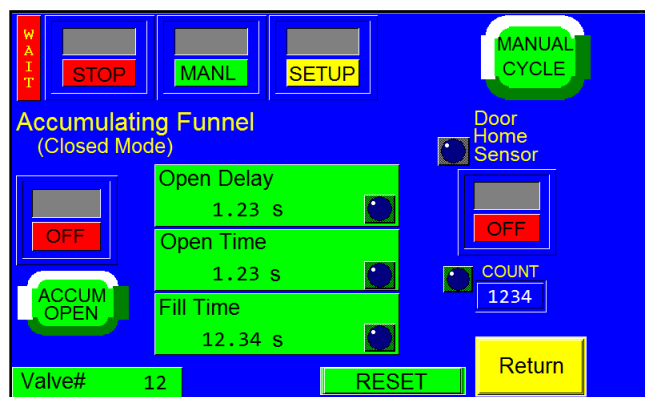 WAIT
STOP
MANL
SETUP
MANUAL
CYCLE
Accumulating Funnel
(Closed Mode)
Door
Home
Sensor
OFF
Open Delay
1.23 s
OFF
Open Time
1.23 s
COUNT
1234
ACCUM
OPEN
Fill Time
12.34 s
Valve# 12
RESET
Return